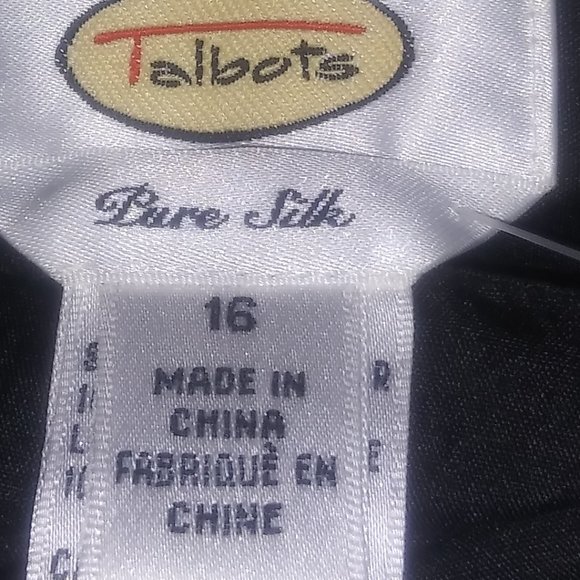 Talbots
Pure Silk
16
MADE IN
CHINA
FABRIQUÉ EN
CHINE